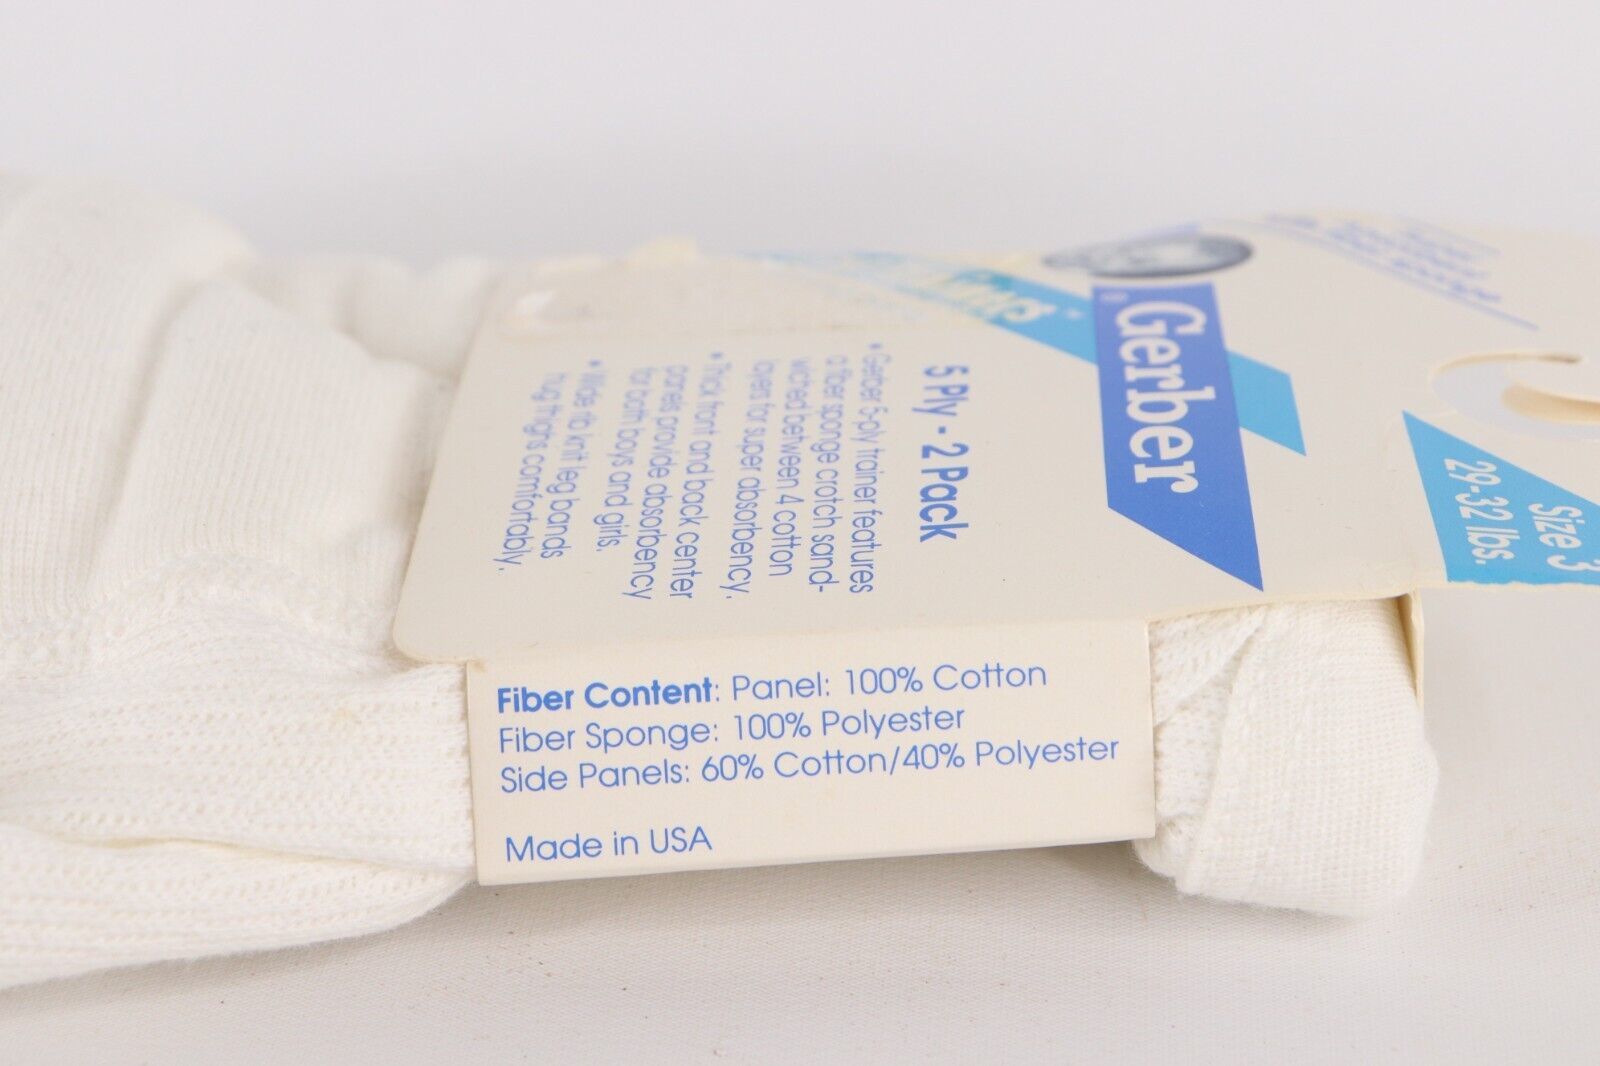 Gerber®
Size 3
29-32 lbs.
5 Ply - 2 Pack
• Gerber 5-ply trainer features
a fiber sponge crotch sand-
wiched between 4 cotton
layers for super absorbency.
• Thick front and back center
panels provide absorbency
for both boys and girls.
• Wide rib knit leg bands
hug thighs comfortably.
Fiber Content: Panel: 100% Cotton
Fiber Sponge: 100% Polyester
Side Panels: 60% Cotton/40% Polyester
Made in USA